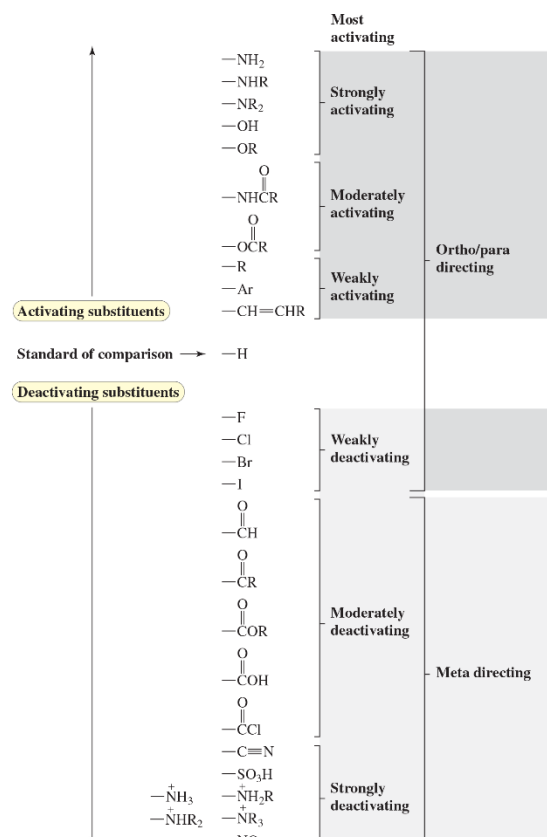 Most
activating
—NH₂
—NHR
—NR₂
—OH
—OR
Strongly
activating
O
‖
—NHCR
O
‖
—OCR
Moderately
activating
—R
—Ar
—CH=CHR
Weakly
activating
Ortho/para
directing
Activating substituents
Standard of comparison → —H
Deactivating substituents
—F
—Cl
—Br
—I
Weakly
deactivating
O
‖
—CH
O
‖
—CR
O
‖
—COR
O
‖
—COH
O
‖
—CCl
Moderately
deactivating
Meta directing
—C≡N
—SO₃H
—N⁺H₃ —N⁺H₂R
—N⁺HR₂ —N⁺R₃
Strongly
deactivating